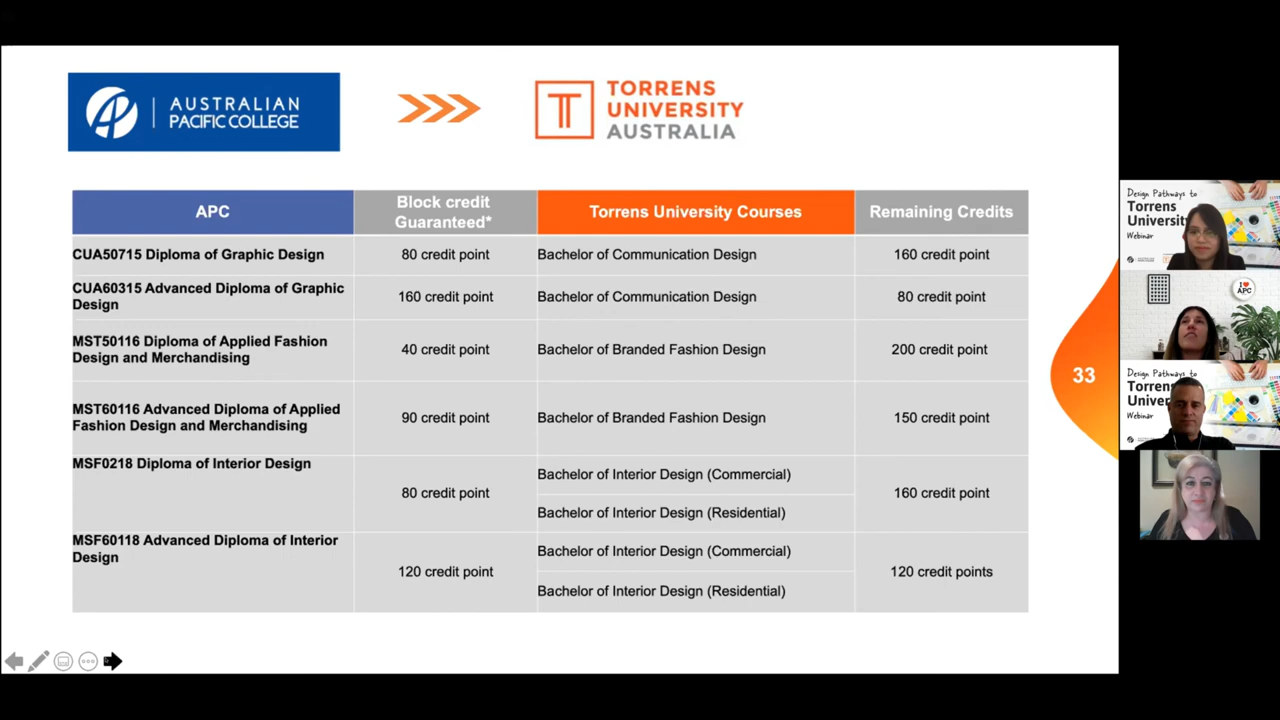 AUSTRALIAN
PACIFIC COLLEGE
TORRENS
UNIVERSITY
AUSTRALIA
APC
Block credit
Guaranteed*
Torrens University Courses
Remaining Credits
CUA50715 Diploma of Graphic Design
80 credit point
Bachelor of Communication Design
160 credit point
CUA60315 Advanced Diploma of Graphic
Design
160 credit point
Bachelor of Communication Design
80 credit point
MST50116 Diploma of Applied Fashion
Design and Merchandising
40 credit point
Bachelor of Branded Fashion Design
200 credit point
MST60116 Advanced Diploma of Applied
Fashion Design and Merchandising
90 credit point
Bachelor of Branded Fashion Design
150 credit point
MSF0218 Diploma of Interior Design
80 credit point
Bachelor of Interior Design (Commercial)
Bachelor of Interior Design (Residential)
160 credit point
MSF60118 Advanced Diploma of Interior
Design
120 credit point
Bachelor of Interior Design (Commercial)
Bachelor of Interior Design (Residential)
120 credit points
33
Design Pathways to
Torrens
University
Webinar
I
APC
Design Pathways to
Torrens
Univer
Webinar